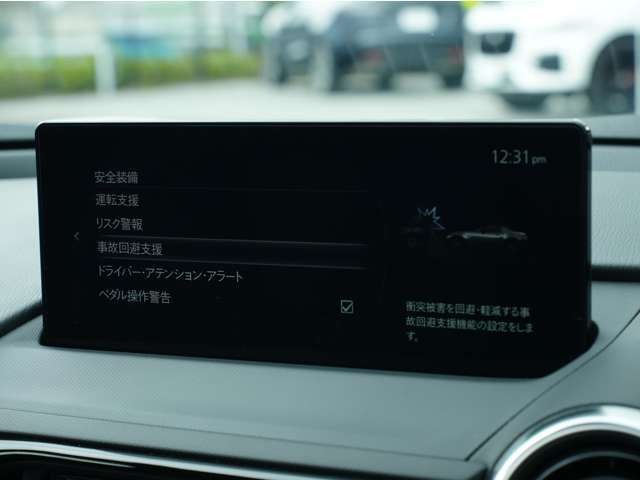 12:31 pm
安全装備
運転支援
リスク警報
事故回避支援
ドライバー・アテンション・アラート
ペダル操作警告
衝突被害を回避・軽減する事
故回避支援機能の設定をしま
す。